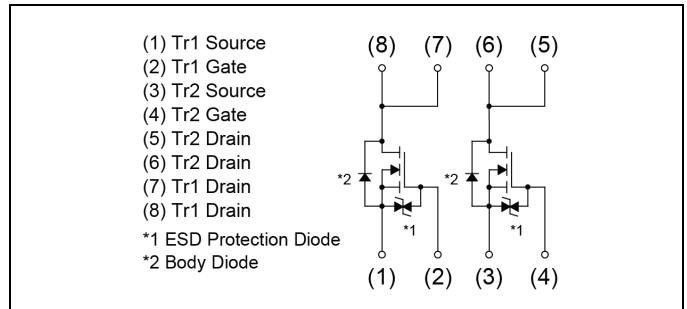 (1) Tr1 Source
(2) Tr1 Gate
(3) Tr2 Source
(4) Tr2 Gate
(5) Tr2 Drain
(6) Tr2 Drain
(7) Tr1 Drain
(8) Tr1 Drain
*1 ESD Protection Diode
*2 Body Diode
(8) (7) (6) (5)
*2 *2
*1 *1
(1) (2) (3) (4)